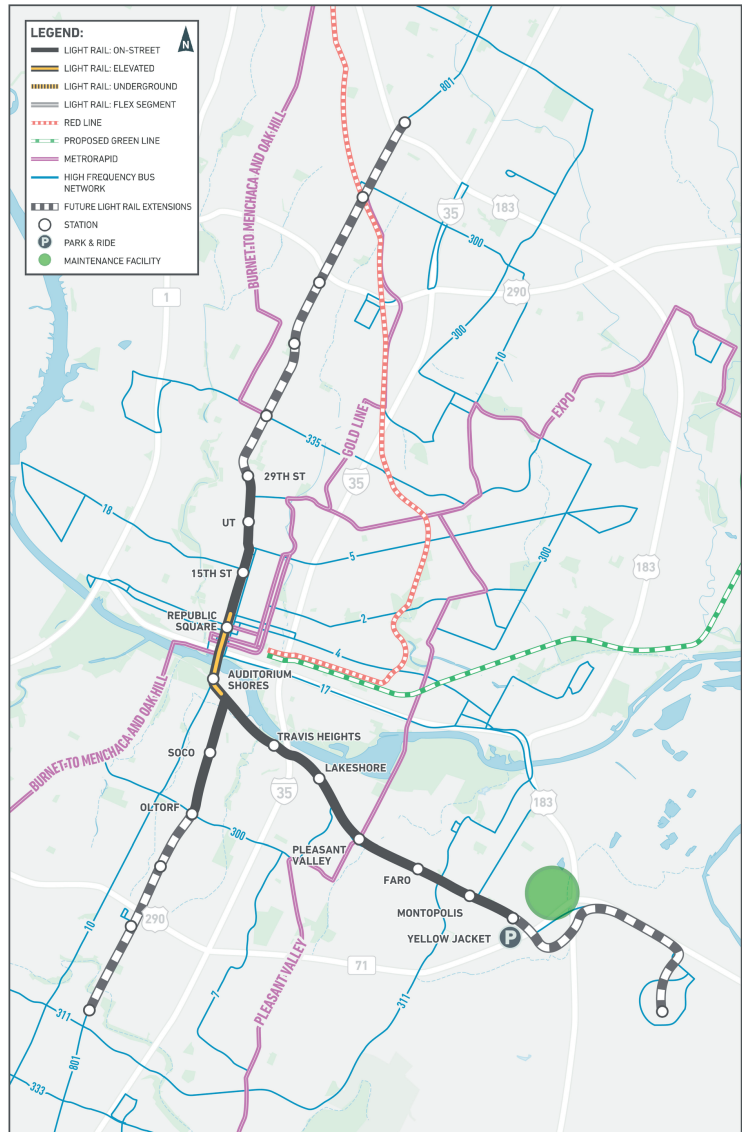 LEGEND:
N
LIGHT RAIL: ON-STREET
LIGHT RAIL: ELEVATED
LIGHT RAIL: UNDERGROUND
LIGHT RAIL: FLEX SEGMENT
RED LINE
PROPOSED GREEN LINE
METRORAPID
HIGH FREQUENCY BUS
NETWORK
FUTURE LIGHT RAIL EXTENSIONS
STATION
P
PARK & RIDE
MAINTENANCE FACILITY
801
BURNET TO MENCHACA AND OAK HILL
35
183
300
290
1
300
10
EXPO
GOLD LINE
335
29TH ST
35
18
UT
5
300
183
15TH ST
2
REPUBLIC
SQUARE
4
AUDITORIUM
SHORES
17
BURNET TO MENCHACA AND OAK HILL
TRAVIS HEIGHTS
SOCO
LAKESHORE
35
183
OLTORF
300
PLEASANT
VALLEY
FARO
MONTOPOLIS
290
10
YELLOW JACKET
P
71
7
PLEASANT VALLEY
311
311
801
333